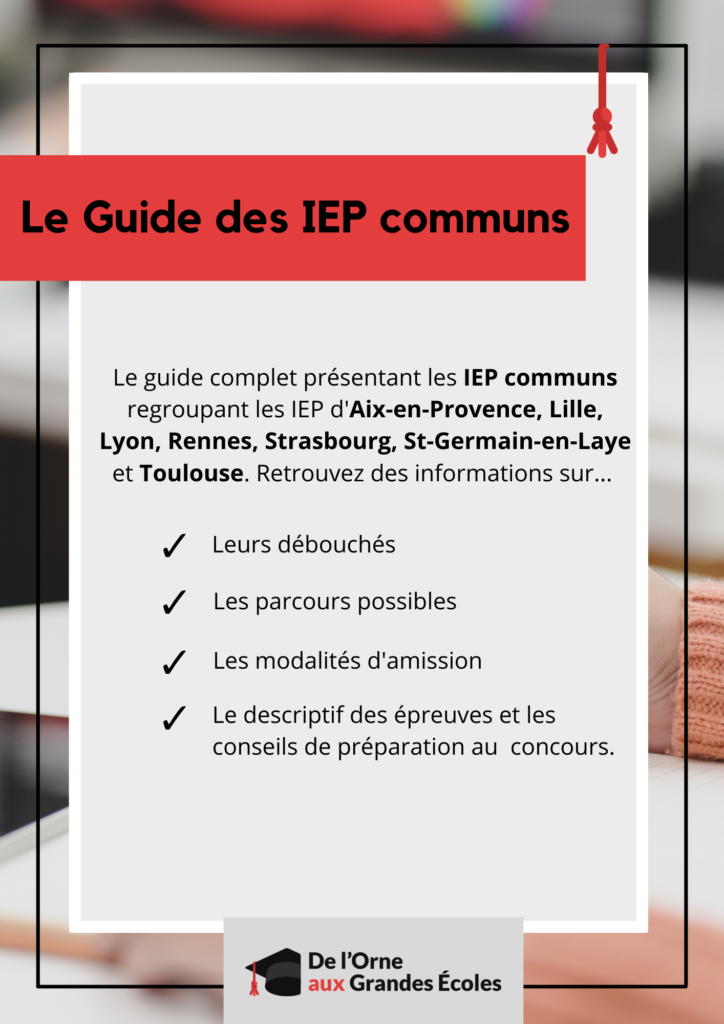 Le Guide des IEP communs
Le guide complet présentant les IEP communs
regroupant les IEP d'Aix-en-Provence, Lille,
Lyon, Rennes, Strasbourg, St-Germain-en-Laye
et Toulouse. Retrouvez des informations sur...
✓ Leurs débouchés
✓ Les parcours possibles
✓ Les modalités d'amission
✓ Le descriptif des épreuves et les
conseils de préparation au  concours.
De l'Orne
aux Grandes Écoles